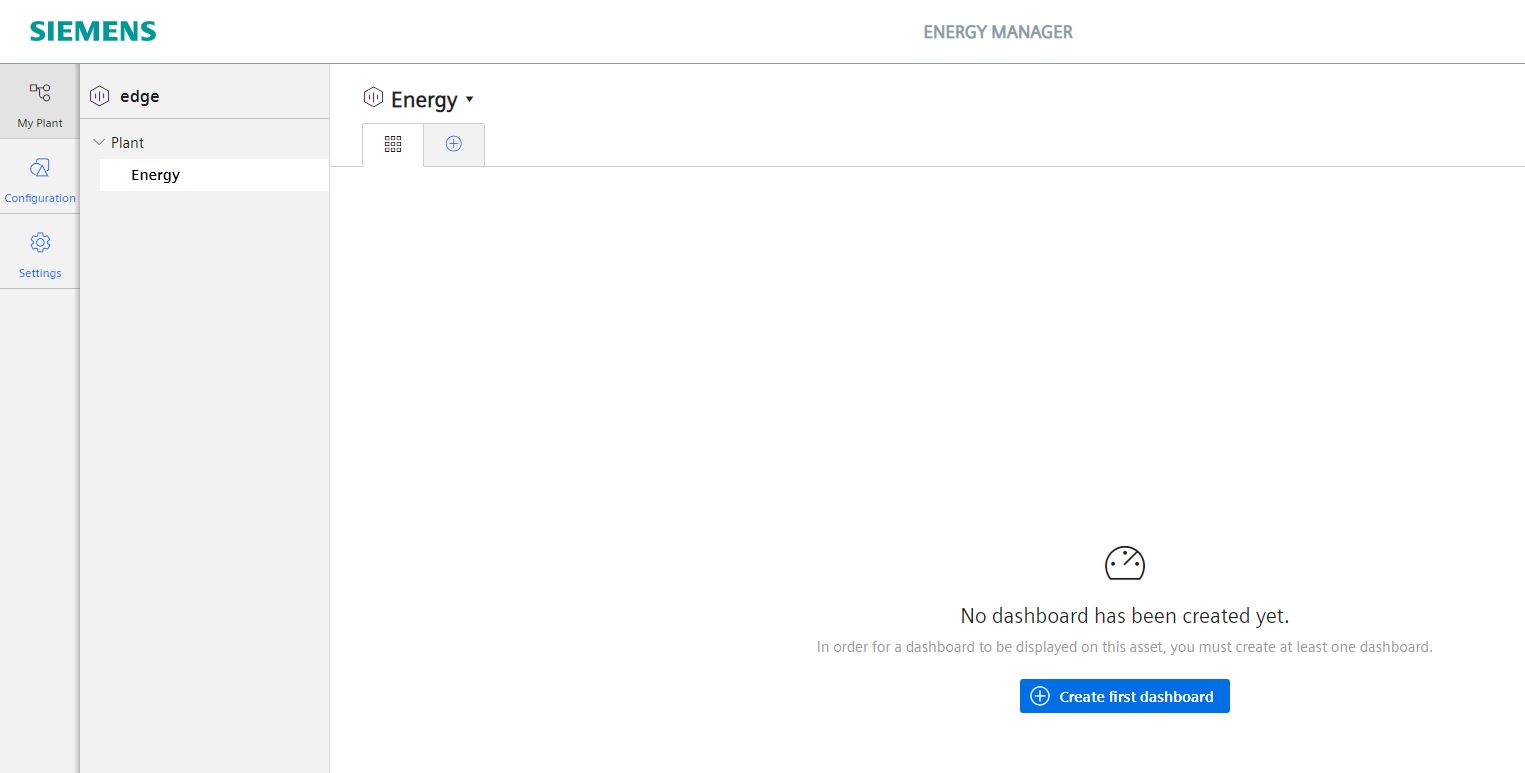 SIEMENS
ENERGY MANAGER
My Plant
Configuration
Settings
edge
Plant
Energy
Energy
No dashboard has been created yet.
In order for a dashboard to be displayed on this asset, you must create at least one dashboard.
Create first dashboard